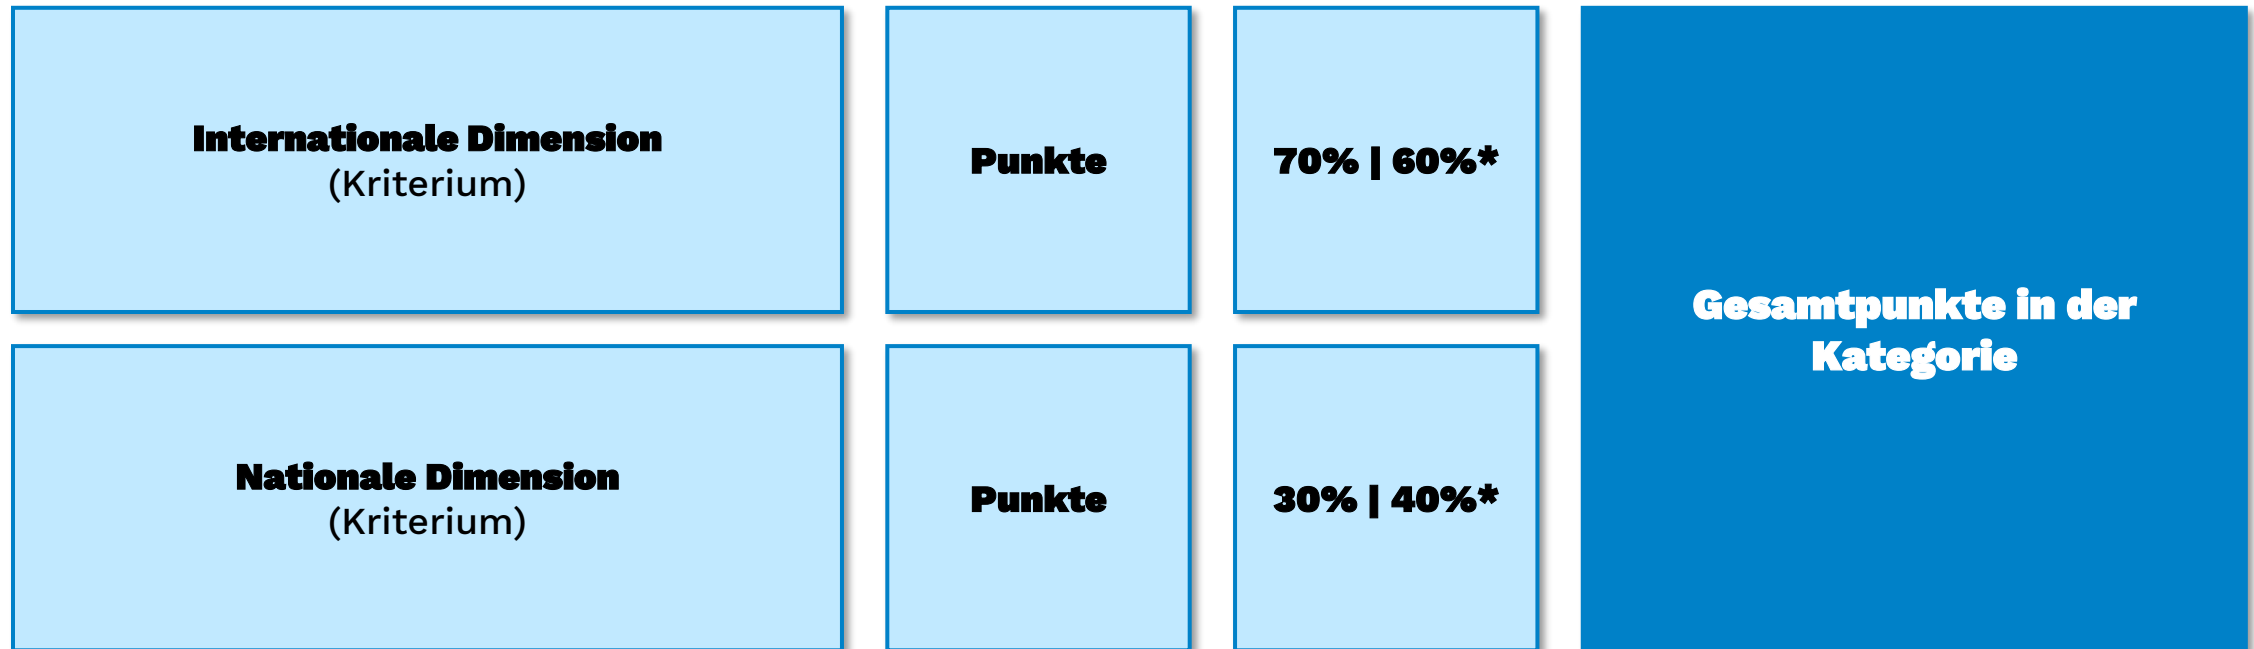 Internationale Dimension
(Kriterium)
Punkte
70% | 60%*
Nationale Dimension
(Kriterium)
Punkte
30% | 40%*
Gesamtpunkte in der
Kategorie